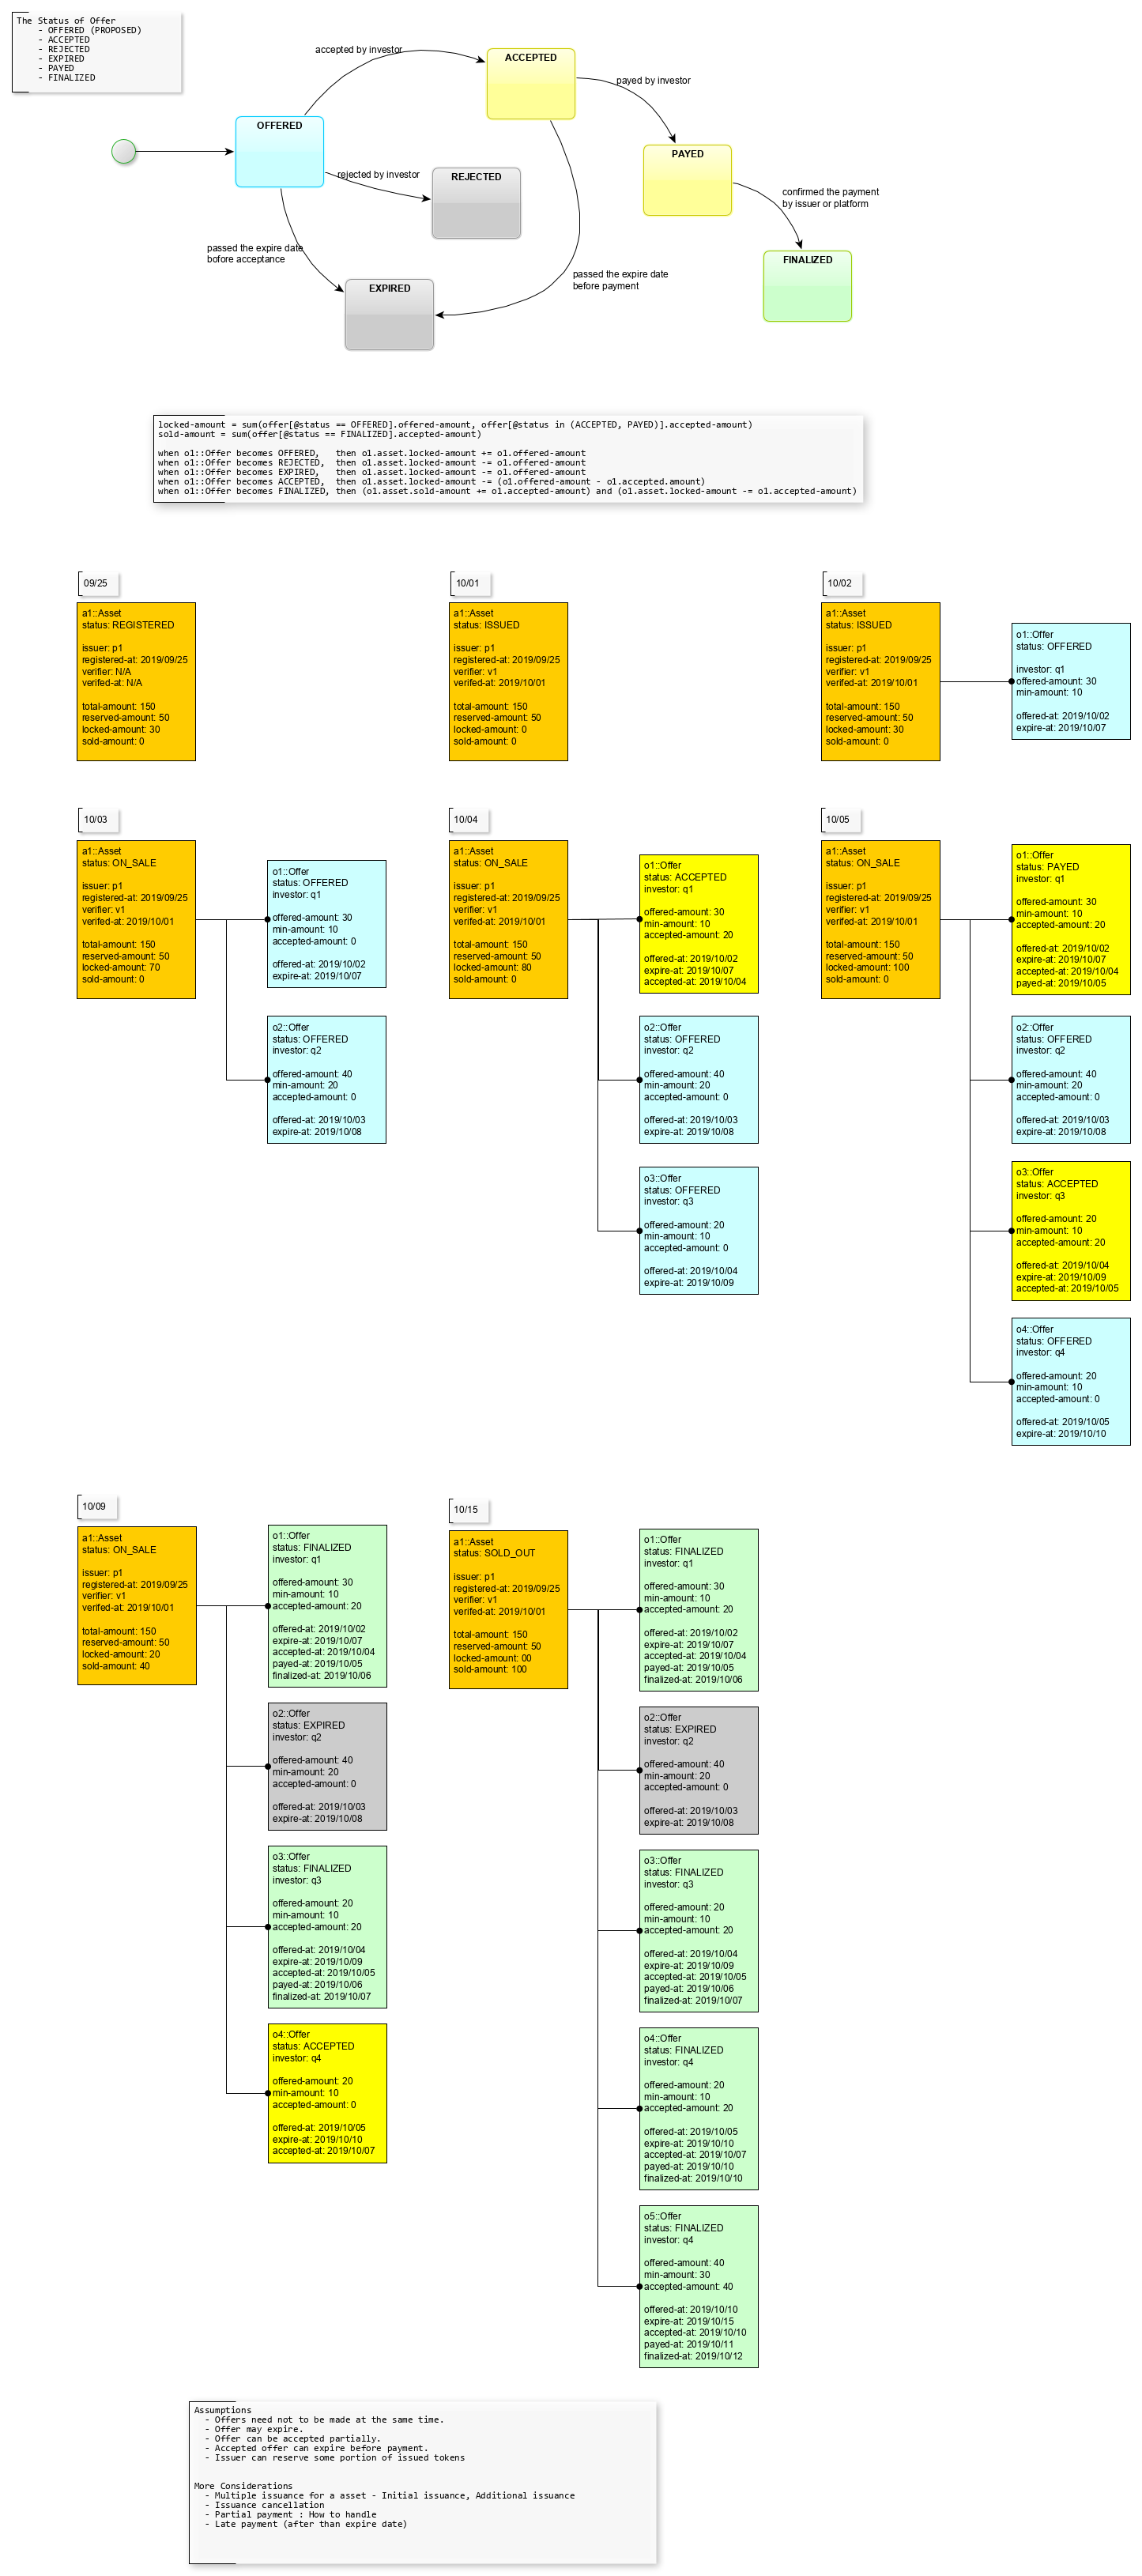 The Status of Offer
- OFFERED (PROPOSED)
- ACCEPTED
- REJECTED
- EXPIRED
- PAYED
- FINALIZED
accepted by investor
ACCEPTED
payed by investor
OFFERED
PAYED
rejected by investor
REJECTED
confirmed the payment
by issuer or platform
passed the expire date
bofore acceptance
FINALIZED
passed the expire date
before payment
EXPIRED
locked-amount = sum(offer[@status == OFFERED].offered-amount, offer[@status in (ACCEPTED, PAYED)].accepted-amount)
sold-amount = sum(offer[@status == FINALIZED].accepted-amount)
when o1::Offer becomes OFFERED, then o1.asset.locked-amount += o1.offered-amount
when o1::Offer becomes REJECTED, then o1.asset.locked-amount -= o1.offered-amount
when o1::Offer becomes EXPIRED, then o1.asset.locked-amount -= o1.offered-amount
when o1::Offer becomes ACCEPTED, then o1.asset.locked-amount -= (o1.offered-amount - o1.accepted.amount)
when o1::Offer becomes FINALIZED, then (o1.asset.sold-amount += o1.accepted-amount) and (o1.asset.locked-amount -= o1.accepted-amount)
09/25
a1::Asset
status: REGISTERED
issuer: p1
registered-at: 2019/09/25
verifier: N/A
verifed-at: N/A
total-amount: 150
reserved-amount: 50
locked-amount: 30
sold-amount: 0
10/01
a1::Asset
status: ISSUED
issuer: p1
registered-at: 2019/09/25
verifier: v1
verifed-at: 2019/10/01
total-amount: 150
reserved-amount: 50
locked-amount: 0
sold-amount: 0
10/02
a1::Asset
status: ISSUED
issuer: p1
registered-at: 2019/09/25
verifier: v1
verifed-at: 2019/10/01
total-amount: 150
reserved-amount: 50
locked-amount: 30
sold-amount: 0
o1::Offer
status: OFFERED
investor: q1
offered-amount: 30
min-amount: 10
offered-at: 2019/10/02
expire-at: 2019/10/07
10/03
a1::Asset
status: ON_SALE
issuer: p1
registered-at: 2019/09/25
verifier: v1
verifed-at: 2019/10/01
total-amount: 150
reserved-amount: 50
locked-amount: 70
sold-amount: 0
o1::Offer
status: OFFERED
investor: q1
offered-amount: 30
min-amount: 10
accepted-amount: 0
offered-at: 2019/10/02
expire-at: 2019/10/07
o2::Offer
status: OFFERED
investor: q2
offered-amount: 40
min-amount: 20
accepted-amount: 0
offered-at: 2019/10/03
expire-at: 2019/10/08
10/04
a1::Asset
status: ON_SALE
issuer: p1
registered-at: 2019/09/25
verifier: v1
verifed-at: 2019/10/01
total-amount: 150
reserved-amount: 50
locked-amount: 80
sold-amount: 0
o1::Offer
status: ACCEPTED
investor: q1
offered-amount: 30
min-amount: 10
accepted-amount: 20
offered-at: 2019/10/02
expire-at: 2019/10/07
accepted-at: 2019/10/04
o2::Offer
status: OFFERED
investor: q2
offered-amount: 40
min-amount: 20
accepted-amount: 0
offered-at: 2019/10/03
expire-at: 2019/10/08
o3::Offer
status: OFFERED
investor: q3
offered-amount: 20
min-amount: 10
accepted-amount: 0
offered-at: 2019/10/04
expire-at: 2019/10/09
10/05
a1::Asset
status: ON_SALE
issuer: p1
registered-at: 2019/09/25
verifier: v1
verifed-at: 2019/10/01
total-amount: 150
reserved-amount: 50
locked-amount: 100
sold-amount: 0
o1::Offer
status: PAYED
investor: q1
offered-amount: 30
min-amount: 10
accepted-amount: 20
offered-at: 2019/10/02
expire-at: 2019/10/07
accepted-at: 2019/10/04
payed-at: 2019/10/05
o2::Offer
status: OFFERED
investor: q2
offered-amount: 40
min-amount: 20
accepted-amount: 0
offered-at: 2019/10/03
expire-at: 2019/10/08
o3::Offer
status: ACCEPTED
investor: q3
offered-amount: 20
min-amount: 10
accepted-amount: 20
offered-at: 2019/10/04
expire-at: 2019/10/09
accepted-at: 2019/10/05
o4::Offer
status: OFFERED
investor: q4
offered-amount: 20
min-amount: 10
accepted-amount: 0
offered-at: 2019/10/05
expire-at: 2019/10/10
10/09
a1::Asset
status: ON_SALE
issuer: p1
registered-at: 2019/09/25
verifier: v1
verifed-at: 2019/10/01
total-amount: 150
reserved-amount: 50
locked-amount: 20
sold-amount: 40
o1::Offer
status: FINALIZED
investor: q1
offered-amount: 30
min-amount: 10
accepted-amount: 20
offered-at: 2019/10/02
expire-at: 2019/10/07
accepted-at: 2019/10/04
payed-at: 2019/10/05
finalized-at: 2019/10/06
o2::Offer
status: EXPIRED
investor: q2
offered-amount: 40
min-amount: 20
accepted-amount: 0
offered-at: 2019/10/03
expire-at: 2019/10/08
o3::Offer
status: FINALIZED
investor: q3
offered-amount: 20
min-amount: 10
accepted-amount: 20
offered-at: 2019/10/04
expire-at: 2019/10/09
accepted-at: 2019/10/05
payed-at: 2019/10/06
finalized-at: 2019/10/07
o4::Offer
status: ACCEPTED
investor: q4
offered-amount: 20
min-amount: 10
accepted-amount: 0
offered-at: 2019/10/05
expire-at: 2019/10/10
accepted-at: 2019/10/07
10/15
a1::Asset
status: SOLD_OUT
issuer: p1
registered-at: 2019/09/25
verifier: v1
verifed-at: 2019/10/01
total-amount: 150
reserved-amount: 50
locked-amount: 00
sold-amount: 100
o1::Offer
status: FINALIZED
investor: q1
offered-amount: 30
min-amount: 10
accepted-amount: 20
offered-at: 2019/10/02
expire-at: 2019/10/07
accepted-at: 2019/10/04
payed-at: 2019/10/05
finalized-at: 2019/10/06
o2::Offer
status: EXPIRED
investor: q2
offered-amount: 40
min-amount: 20
accepted-amount: 0
offered-at: 2019/10/03
expire-at: 2019/10/08
o3::Offer
status: FINALIZED
investor: q3
offered-amount: 20
min-amount: 10
accepted-amount: 20
offered-at: 2019/10/04
expire-at: 2019/10/09
accepted-at: 2019/10/05
payed-at: 2019/10/06
finalized-at: 2019/10/07
o4::Offer
status: FINALIZED
investor: q4
offered-amount: 20
min-amount: 10
accepted-amount: 20
offered-at: 2019/10/05
expire-at: 2019/10/10
accepted-at: 2019/10/07
payed-at: 2019/10/10
finalized-at: 2019/10/10
o5::Offer
status: FINALIZED
investor: q4
offered-amount: 40
min-amount: 30
accepted-amount: 40
offered-at: 2019/10/10
expire-at: 2019/10/15
accepted-at: 2019/10/10
payed-at: 2019/10/11
finalized-at: 2019/10/12
Assumptions
- Offers need not to be made at the same time.
- Offer may expire.
- Offer can be accepted partially.
- Accepted offer can expire before payment.
- Issuer can reserve some portion of issued tokens
More Considerations
- Multiple issuance for a asset - Initial issuance, Additional issuance
- Issuance cancellation
- Partial payment : How to handle
- Late payment (after than expire date)